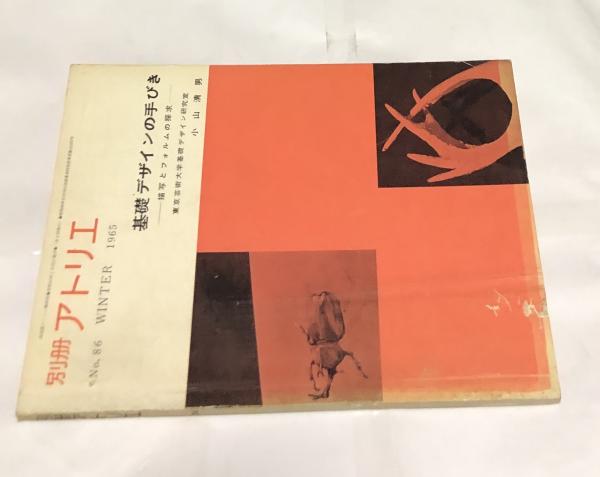 別冊アトリエ
No. 86 WINTER 1965
基礎デザインの手びき
——描写とフォルムの探求——
東京芸術大学基礎デザイン研究室
小山清男